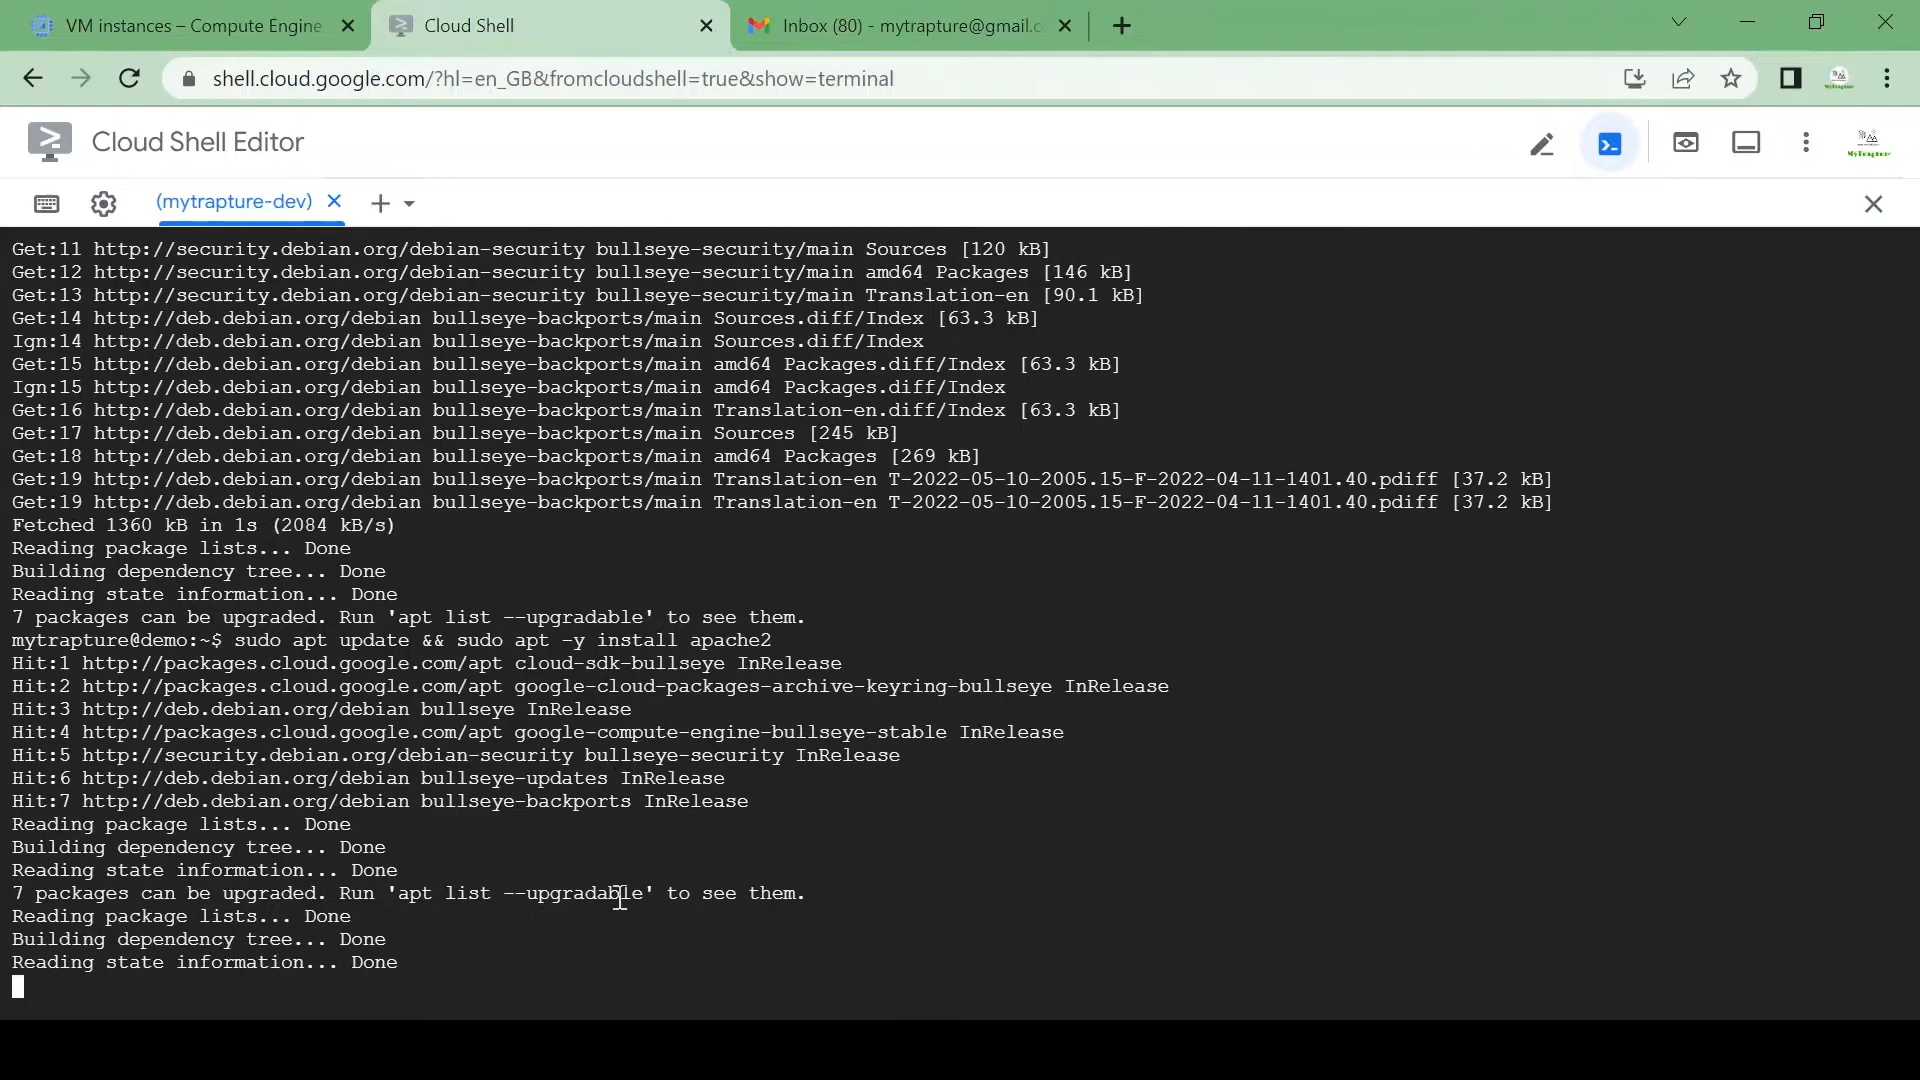 VM instances – Compute Engine
Cloud Shell
Inbox (80) - mytrapture@gmail.c
shell.cloud.google.com/?hl=en_GB&fromcloudshell=true&show=terminal
Cloud Shell Editor
(mytrapture-dev)
Get:11 http://security.debian.org/debian-security bullseye-security/main Sources [120 kB]
Get:12 http://security.debian.org/debian-security bullseye-security/main amd64 Packages [146 kB]
Get:13 http://security.debian.org/debian-security bullseye-security/main Translation-en [90.1 kB]
Get:14 http://deb.debian.org/debian bullseye-backports/main Sources.diff/Index [63.3 kB]
Ign:14 http://deb.debian.org/debian bullseye-backports/main Sources.diff/Index
Get:15 http://deb.debian.org/debian bullseye-backports/main amd64 Packages.diff/Index [63.3 kB]
Ign:15 http://deb.debian.org/debian bullseye-backports/main amd64 Packages.diff/Index
Get:16 http://deb.debian.org/debian bullseye-backports/main Translation-en.diff/Index [63.3 kB]
Get:17 http://deb.debian.org/debian bullseye-backports/main Sources [245 kB]
Get:18 http://deb.debian.org/debian bullseye-backports/main amd64 Packages [269 kB]
Get:19 http://deb.debian.org/debian bullseye-backports/main Translation-en T-2022-05-10-2005.15-F-2022-04-11-1401.40.pdiff [37.2 kB]
Get:19 http://deb.debian.org/debian bullseye-backports/main Translation-en T-2022-05-10-2005.15-F-2022-04-11-1401.40.pdiff [37.2 kB]
Fetched 1360 kB in 1s (2084 kB/s)
Reading package lists... Done
Building dependency tree... Done
Reading state information... Done
7 packages can be upgraded. Run 'apt list --upgradable' to see them.
mytrapture@demo:~$ sudo apt update && sudo apt -y install apache2
Hit:1 http://packages.cloud.google.com/apt cloud-sdk-bullseye InRelease
Hit:2 http://packages.cloud.google.com/apt google-cloud-packages-archive-keyring-bullseye InRelease
Hit:3 http://deb.debian.org/debian bullseye InRelease
Hit:4 http://packages.cloud.google.com/apt google-compute-engine-bullseye-stable InRelease
Hit:5 http://security.debian.org/debian-security bullseye-security InRelease
Hit:6 http://deb.debian.org/debian bullseye-updates InRelease
Hit:7 http://deb.debian.org/debian bullseye-backports InRelease
Reading package lists... Done
Building dependency tree... Done
Reading state information... Done
7 packages can be upgraded. Run 'apt list --upgradable' to see them.
Reading package lists... Done
Building dependency tree... Done
Reading state information... Done